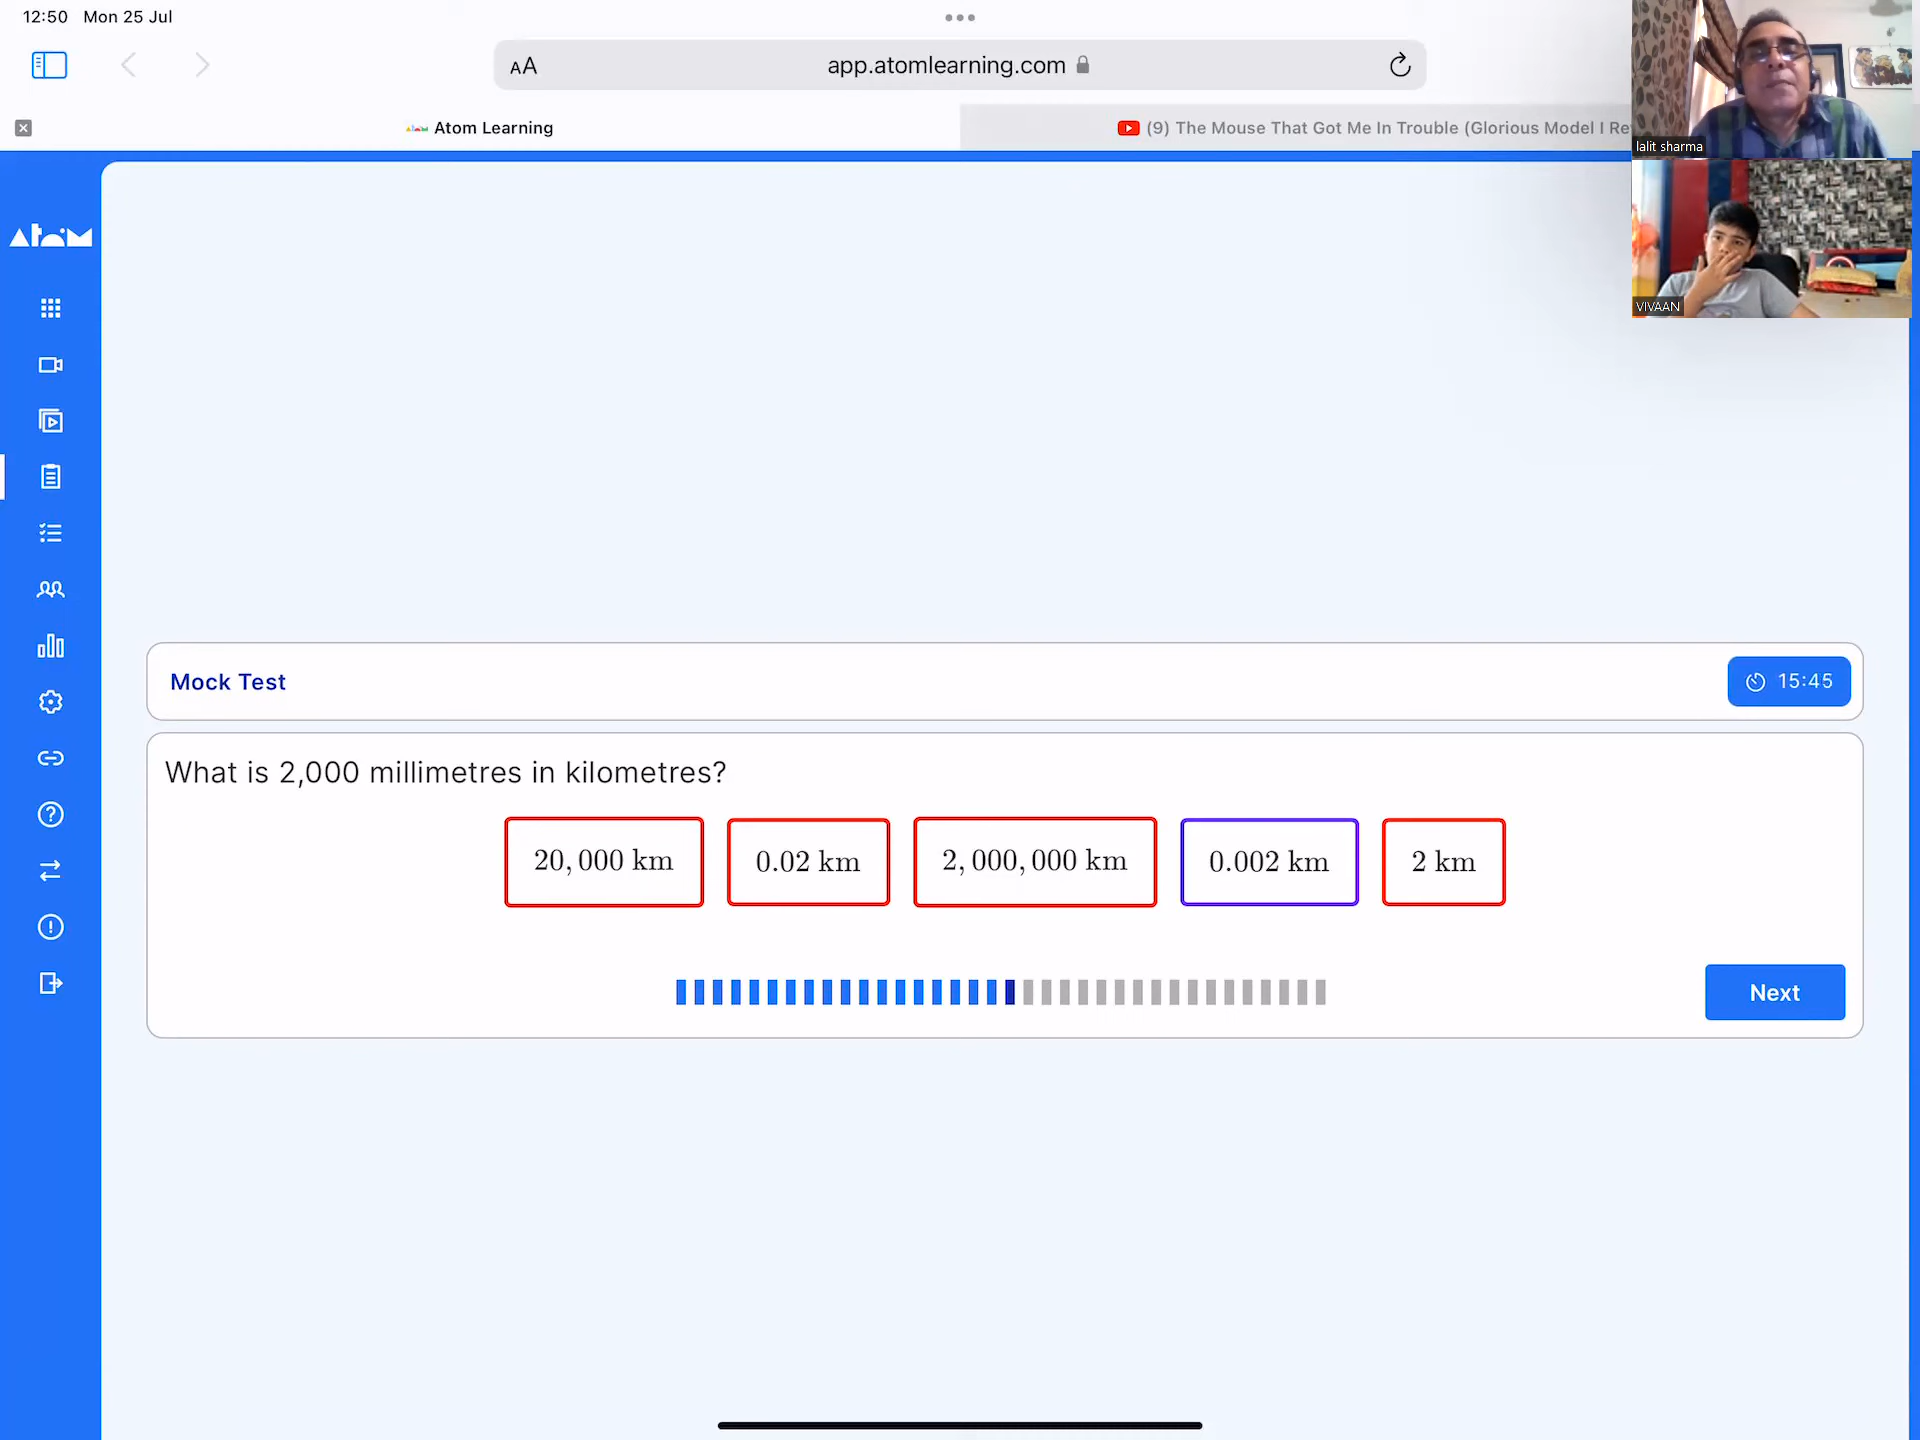 12:50 Mon 25 Jul
AA app.atomlearning.com
Atom Learning
(9) The Mouse That Got Me In Trouble (Glorious Model I Re
lalit sharma
VIVAAN
Atom
Mock Test
15:45
What is 2,000 millimetres in kilometres?
20,000 km
0.02 km
2,000,000 km
0.002 km
2 km
Next